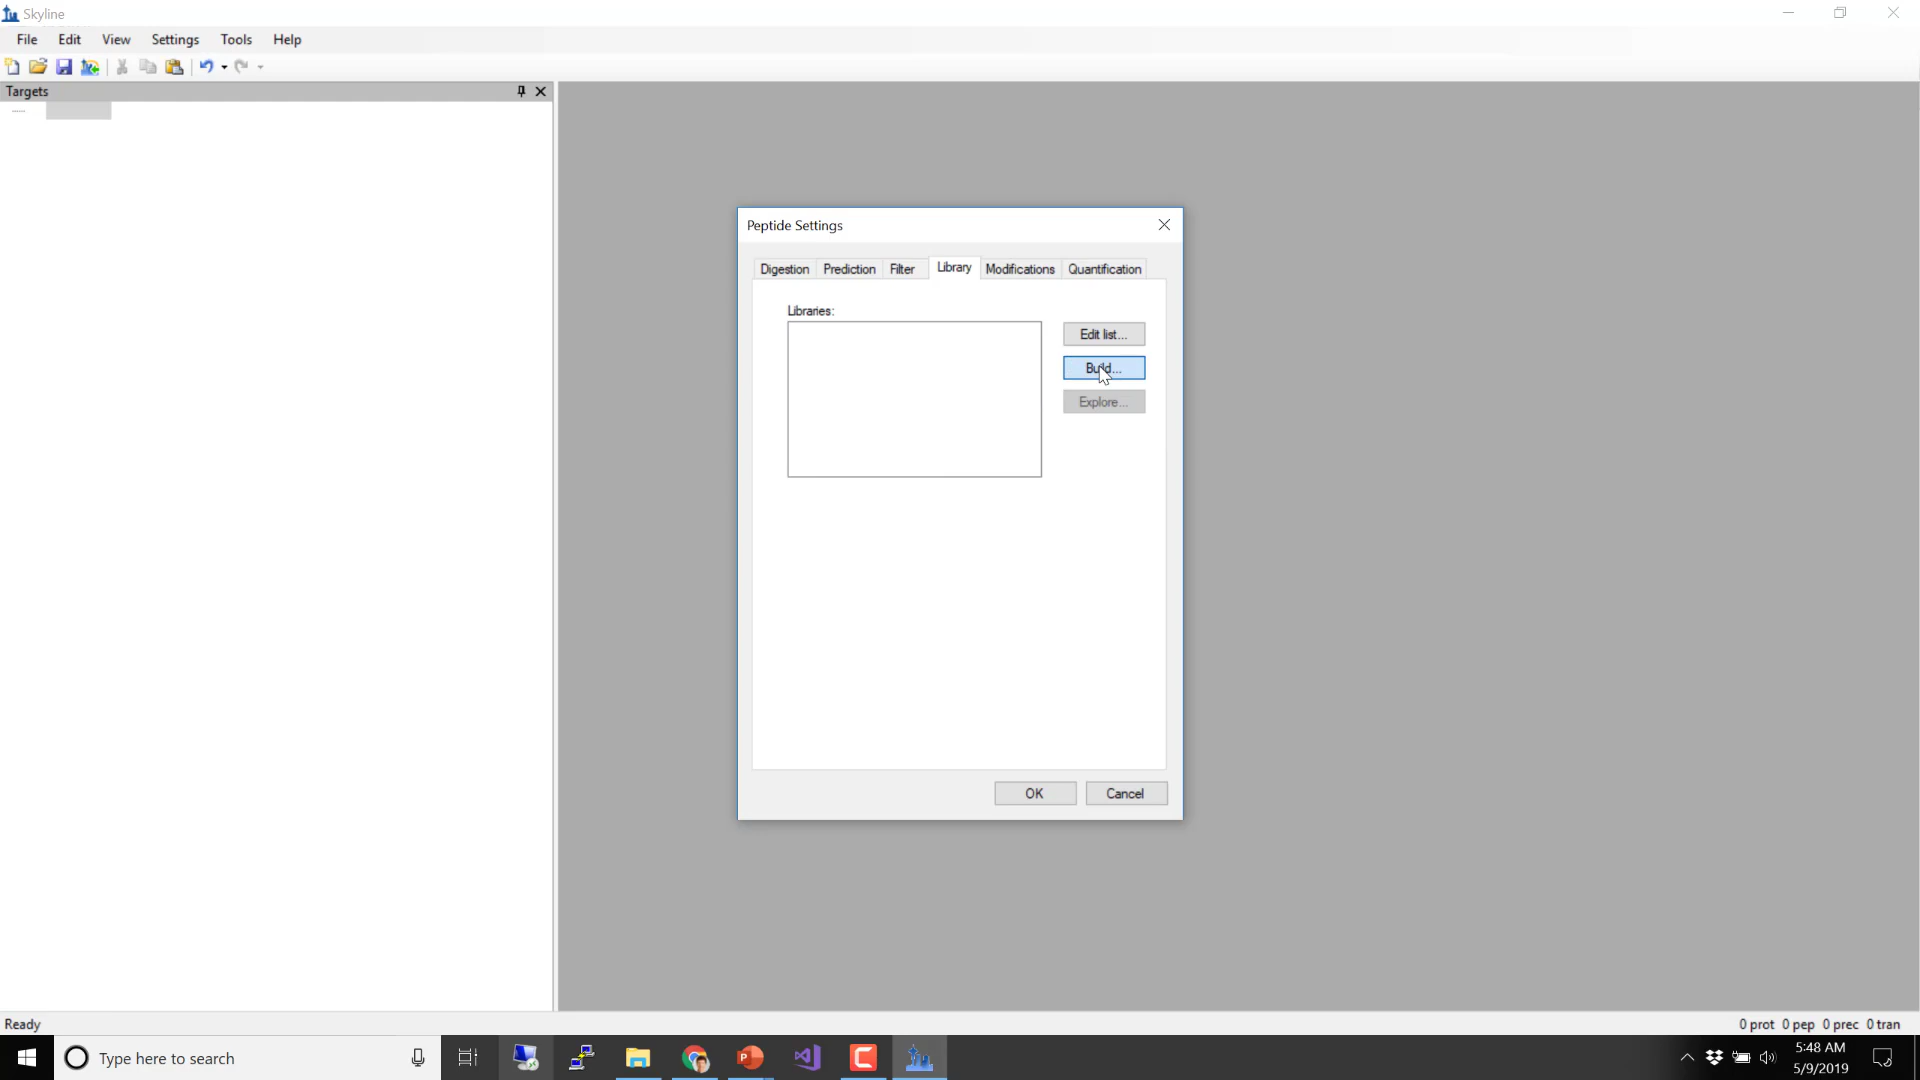 Skyline
File Edit View Settings Tools Help
Targets
Peptide Settings
Digestion Prediction Filter Library Modifications Quantification
Libraries:
Edit list...
Build...
Explore...
OK Cancel
Ready
0 prot 0 pep 0 prec 0 tran
Type here to search
5:48 AM
5/9/2019